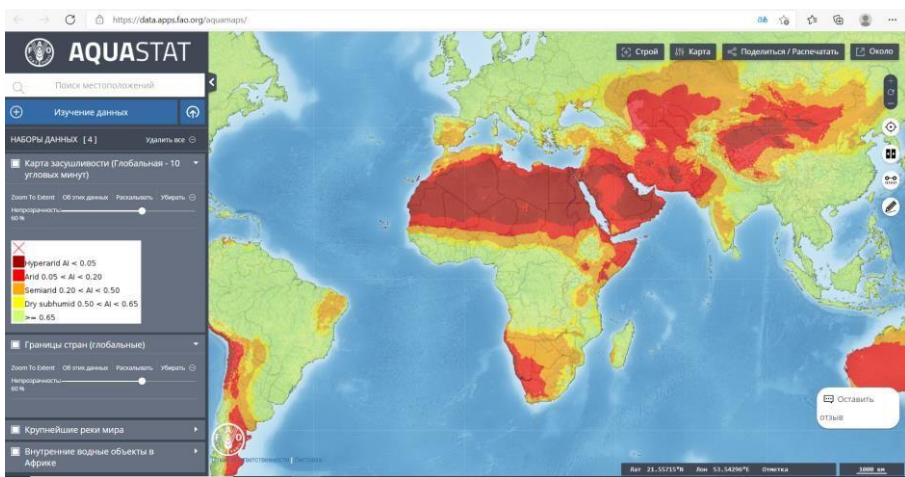 https://data.apps.fao.org/aquamaps/
AQUASTAT
Строй
Карта
Поделиться / Распечатать
Около
Поиск местоположений
Изучение данных
НАБОРЫ ДАННЫХ [4]
Удалить все
Карта засушливости (Глобальная - 10
угловых минут)
Zoom To Extent Об этих данных Раскалывать Убирать
Непрозрачность:
60 %
Hyperarid AI < 0.05
Arid 0.05 < AI < 0.20
Semiarid 0.20 < AI < 0.50
Dry subhumid 0.50 < AI < 0.65
>= 0.65
Границы стран (глобальные)
Zoom To Extent Об этих данных Раскалывать Убирать
Непрозрачность:
60 %
Крупнейшие реки мира
Внутренние водные объекты в
Африке
Оставить
отзыв
Лат 21.55715°N Лон 53.54296°E Отметка
1000 км